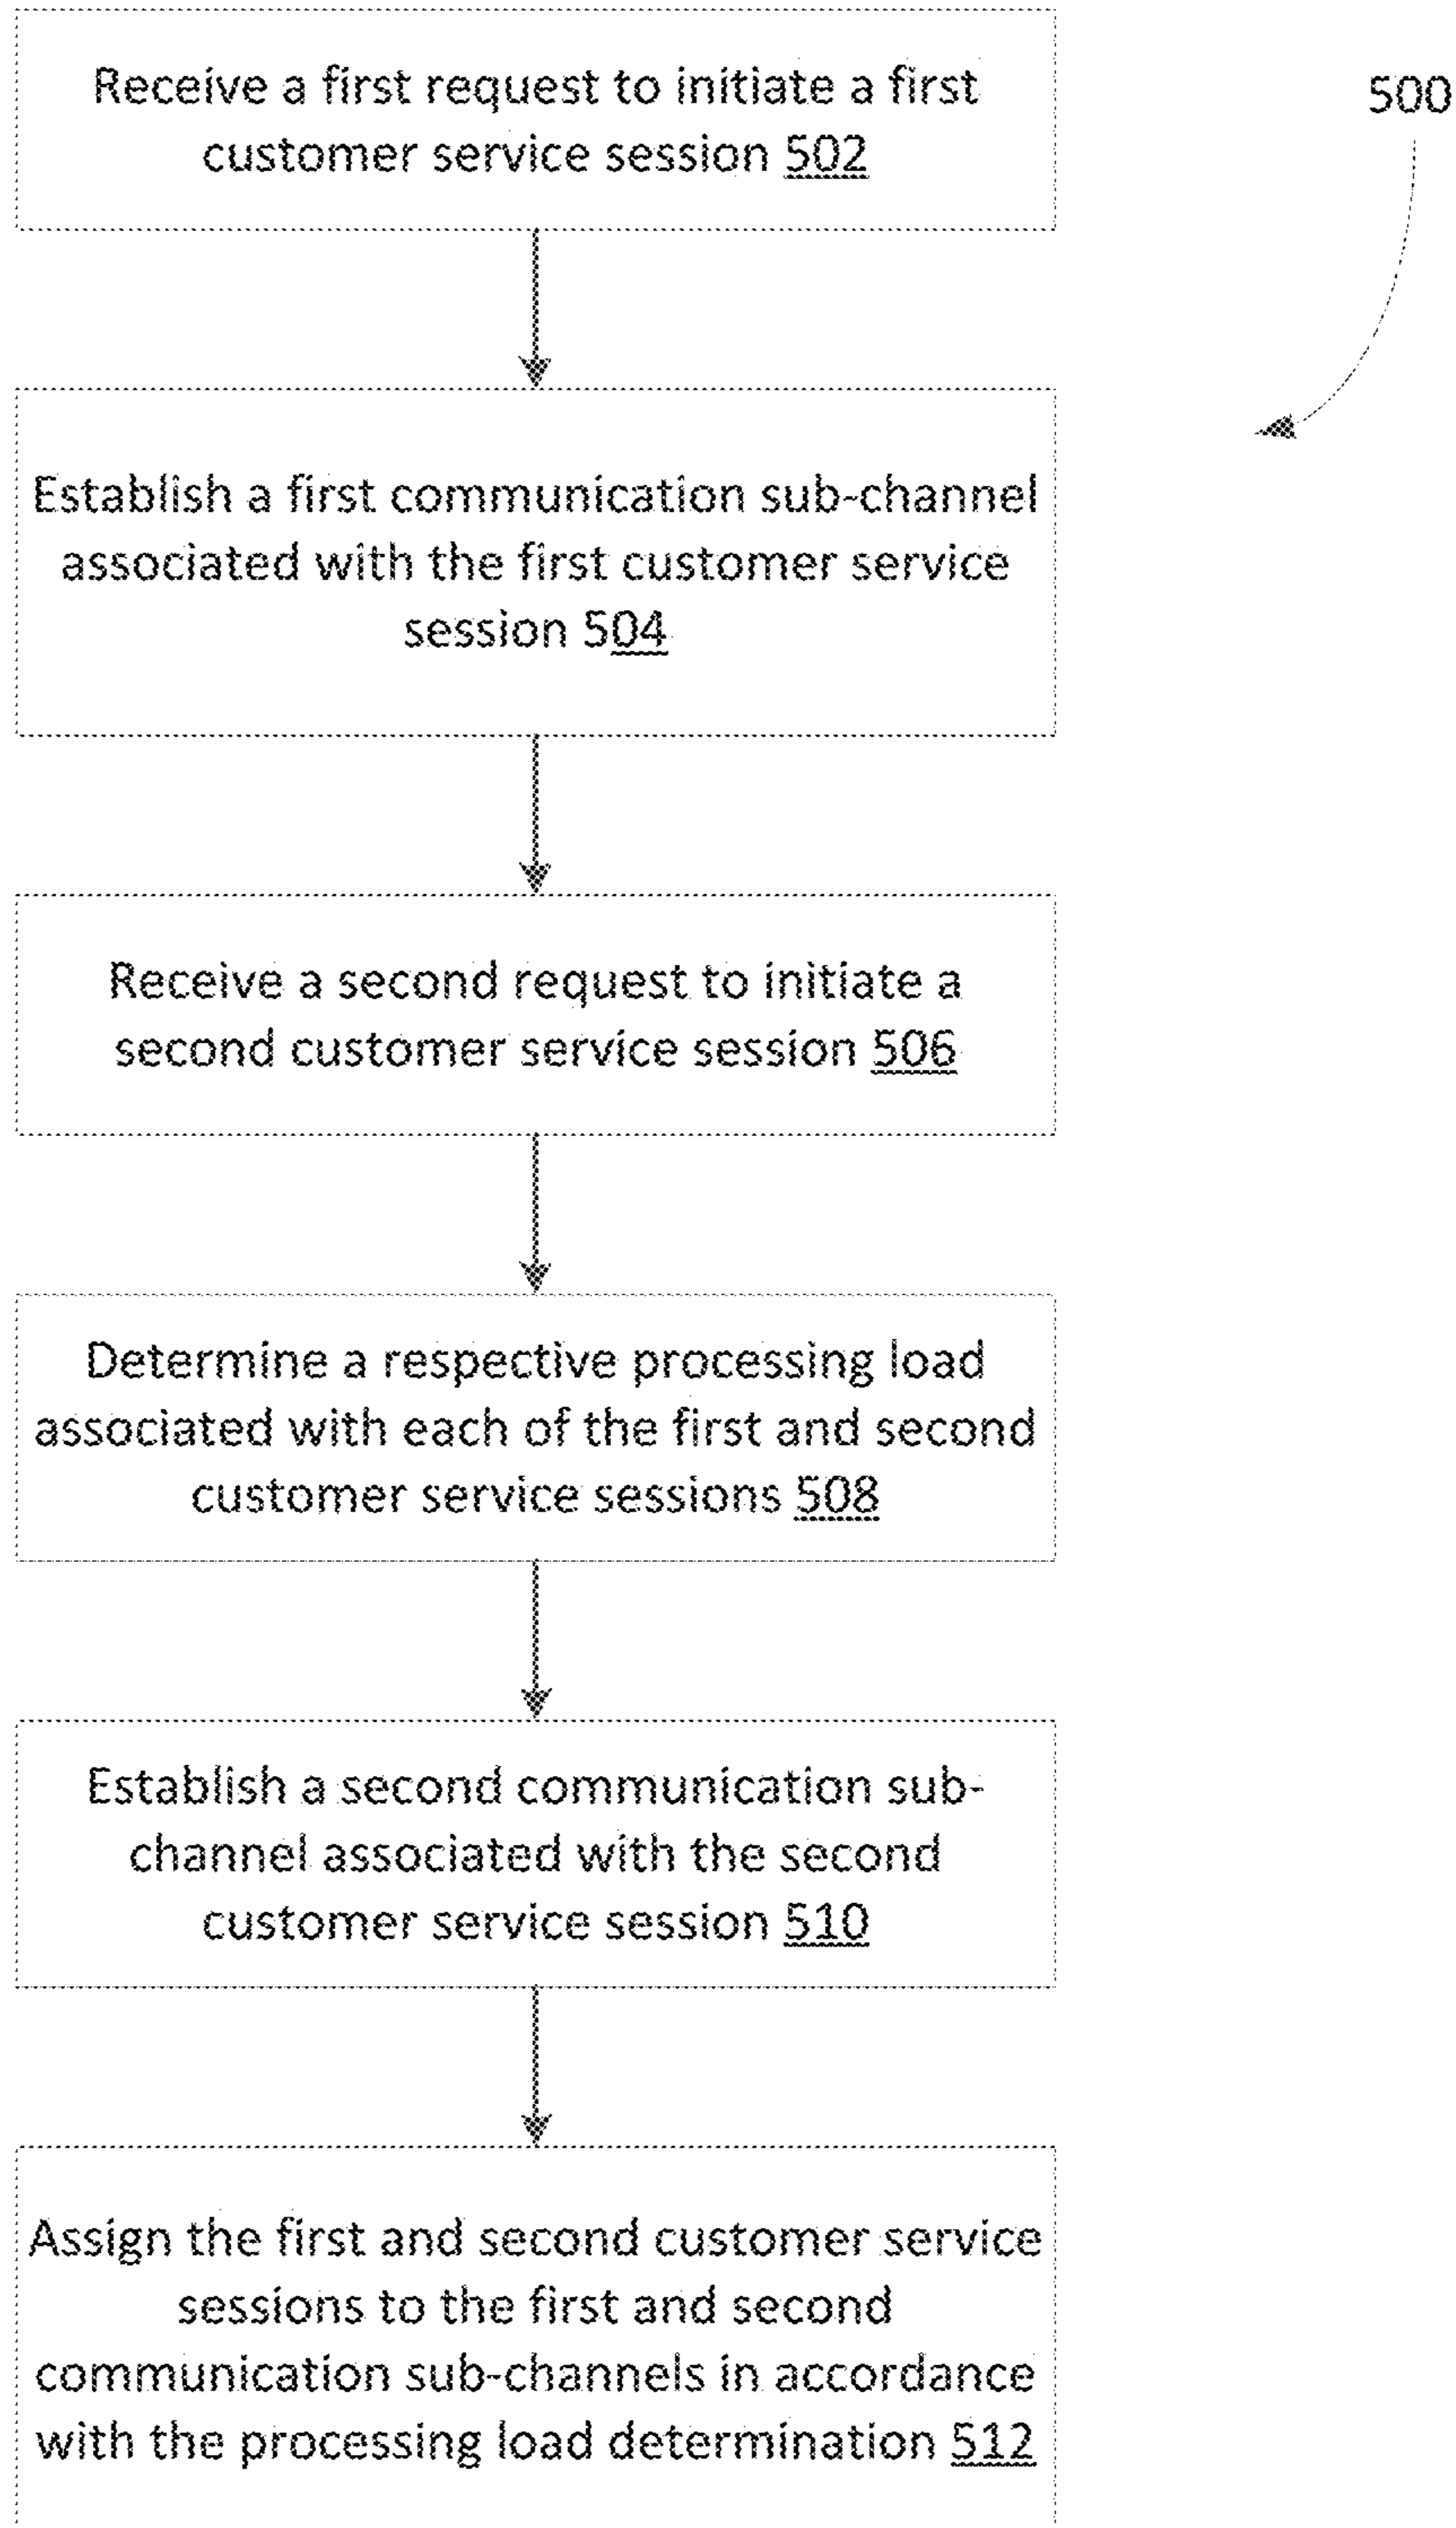 Receive a first request to initiate a first
customer service session 502
500
Establish a first communication sub-channel
associated with the first customer service
session 504
Receive a second request to initiate a
second customer service session 506
Determine a respective processing load
associated with each of the first and second
customer service sessions 508
Establish a second communication sub-
channel associated with the second
customer service session 510
Assign the first and second customer service
sessions to the first and second
communication sub-channels in accordance
with the processing load determination 512